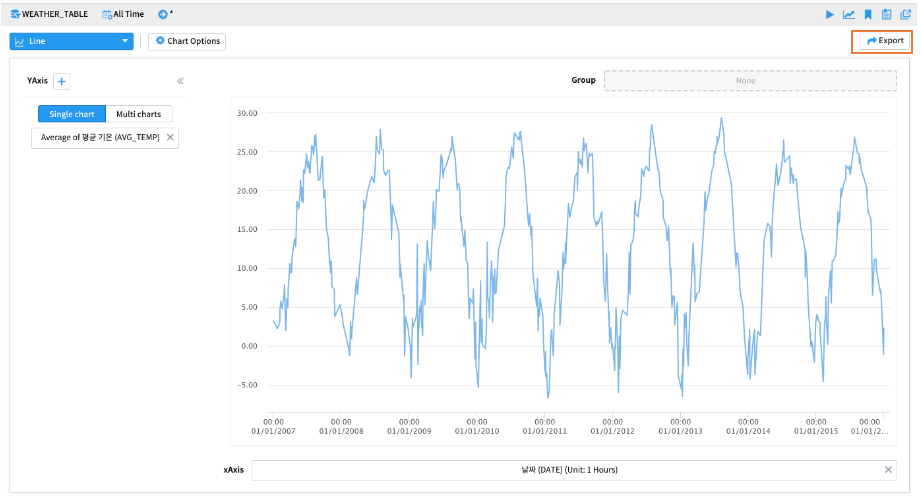 WEATHER_TABLE All Time *
Line Chart Options Export
YAxis Group None
Single chart Multi charts
Average of 평균 기온 (AVG_TEMP)
30.00
25.00
20.00
15.00
10.00
5.00
0.00
-5.00
00:00 00:00 00:00 00:00 00:00 00:00 00:00 00:00 00:00 00:00
01/01/2007 01/01/2008 01/01/2009 01/01/2010 01/01/2011 01/01/2012 01/01/2013 01/01/2014 01/01/2015 01/01/2...
xAxis 날짜 (DATE) (Unit: 1 Hours)